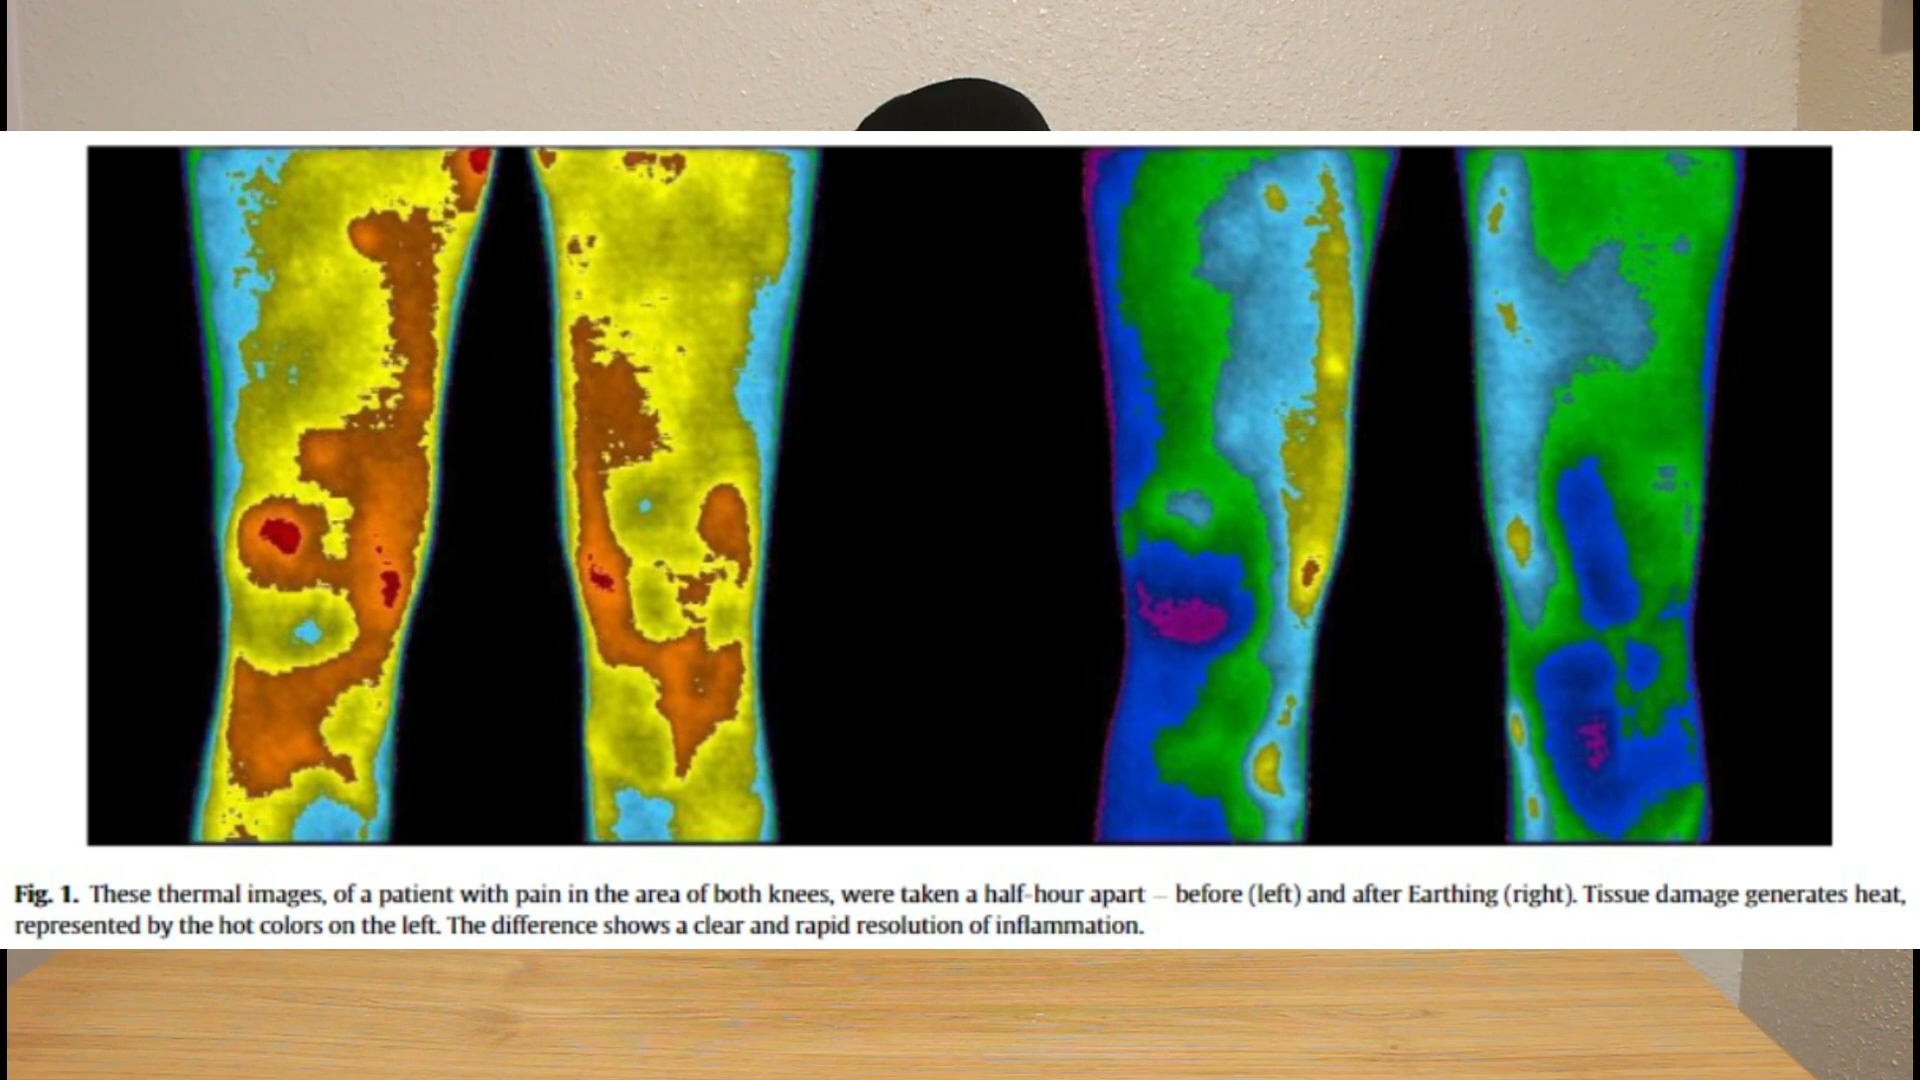 Fig. 1. These thermal images, of a patient with pain in the area of both knees, were taken a half-hour apart – before (left) and after Earthing (right). Tissue damage generates heat,
represented by the hot colors on the left. The difference shows a clear and rapid resolution of inflammation.